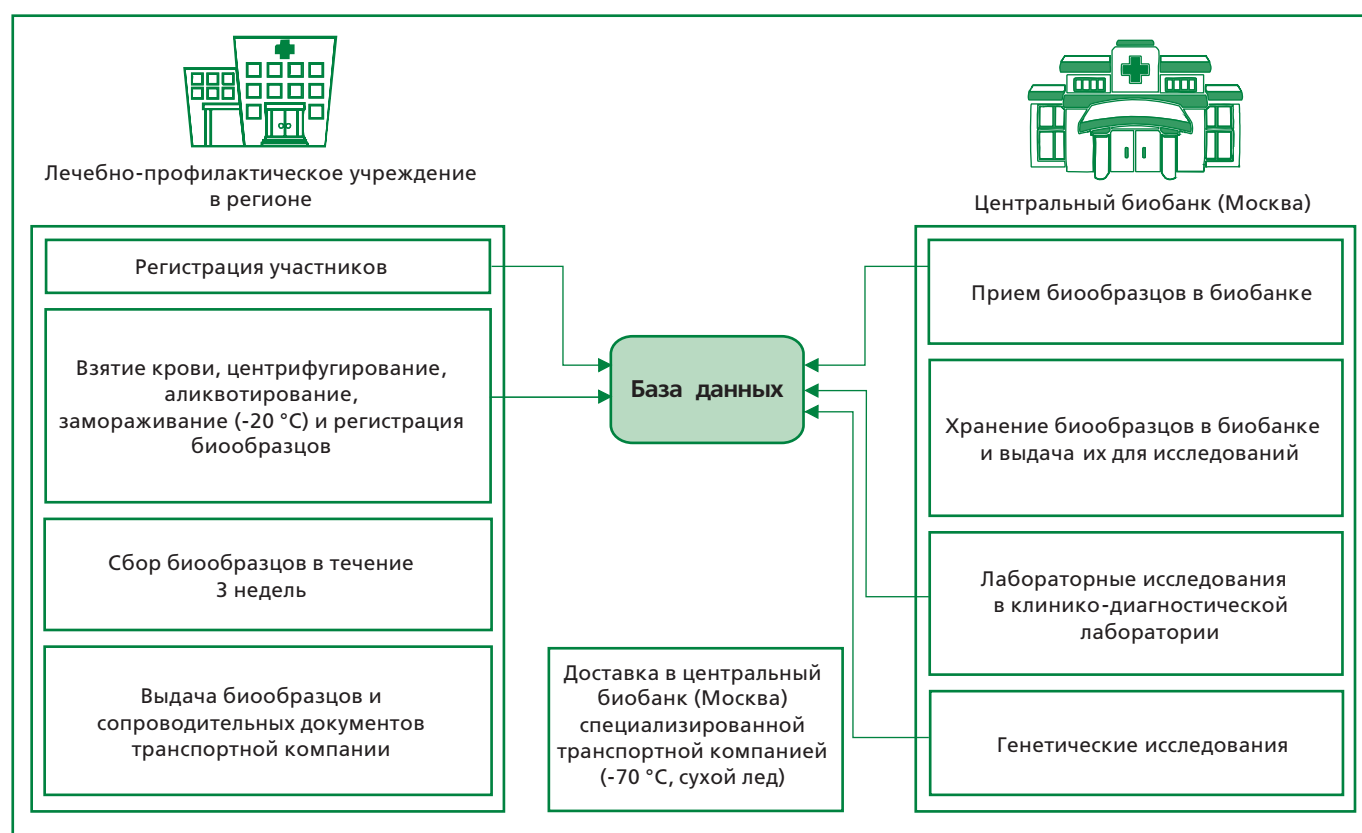 Лечебно-профилактическое учреждение
в регионе
Регистрация участников
Взятие крови, центрифугирование,
аликвотирование,
замораживание (-20 °C) и регистрация
биообразцов
Сбор биообразцов в течение
3 недель
Выдача биообразцов и
сопроводительных документов
транспортной компании
База данных
Доставка в центральный
биобанк (Москва)
специализированной
транспортной компанией
(-70 °C, сухой лед)
Центральный биобанк (Москва)
Прием биообразцов в биобанке
Хранение биообразцов в биобанке
и выдача их для исследований
Лабораторные исследования
в клинико-диагностической
лаборатории
Генетические исследования